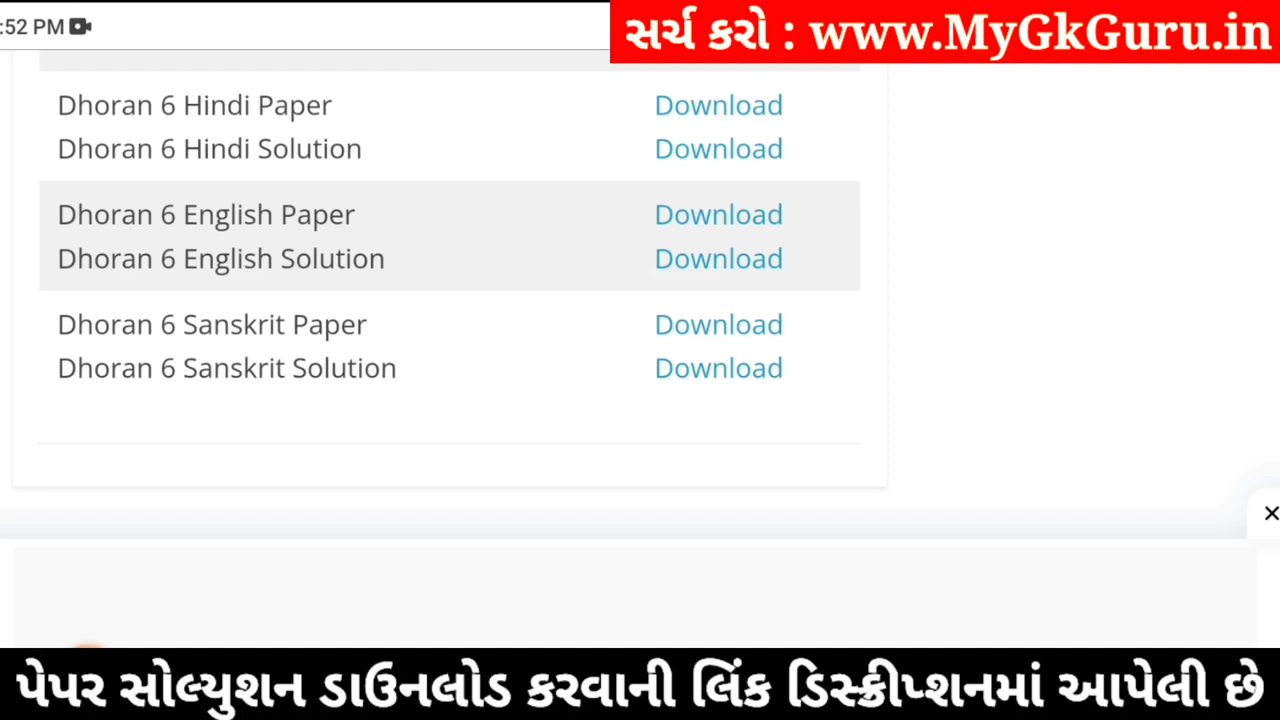 :52 PM
સર્ચ કરો : www.MyGkGuru.in
Dhoran 6 Hindi Paper Download
Dhoran 6 Hindi Solution Download
Dhoran 6 English Paper Download
Dhoran 6 English Solution Download
Dhoran 6 Sanskrit Paper Download
Dhoran 6 Sanskrit Solution Download
પેપર સોલ્યુશન ડાઉનલોડ કરવાની લિંક ડિસ્ક્રીપ્શનમાં આપેલી છે